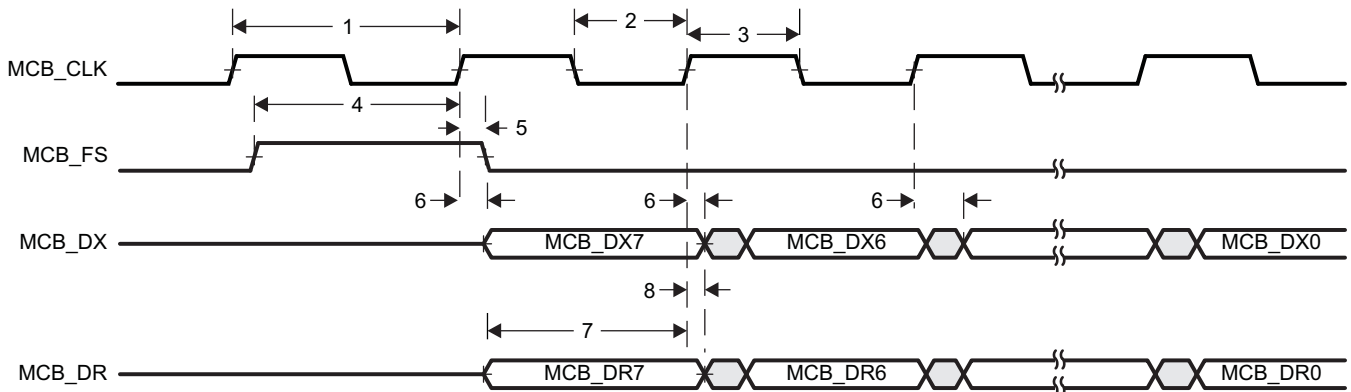 1
2
3
MCB_CLK
4
5
MCB_FS
6
6
6
MCB_DX
MCB_DX7
MCB_DX6
MCB_DX0
8
7
MCB_DR
MCB_DR7
MCB_DR6
MCB_DR0